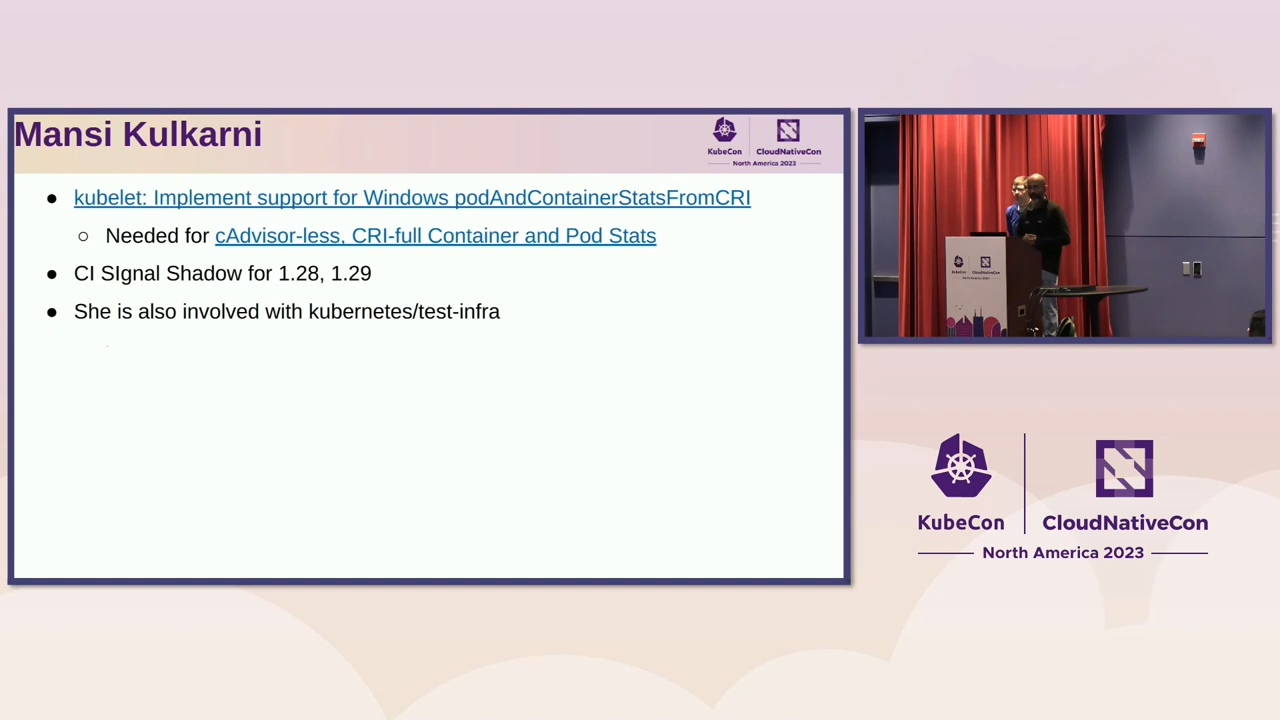 Mansi Kulkarni
KubeCon
CloudNativeCon
North America 2023
kubelet: Implement support for Windows podAndContainerStatsFromCRI
Needed for cAdvisor-less, CRI-full Container and Pod Stats
CI SIgnal Shadow for 1.28, 1.29
She is also involved with kubernetes/test-infra
KubeCon
CloudNativeCon
North America 2023